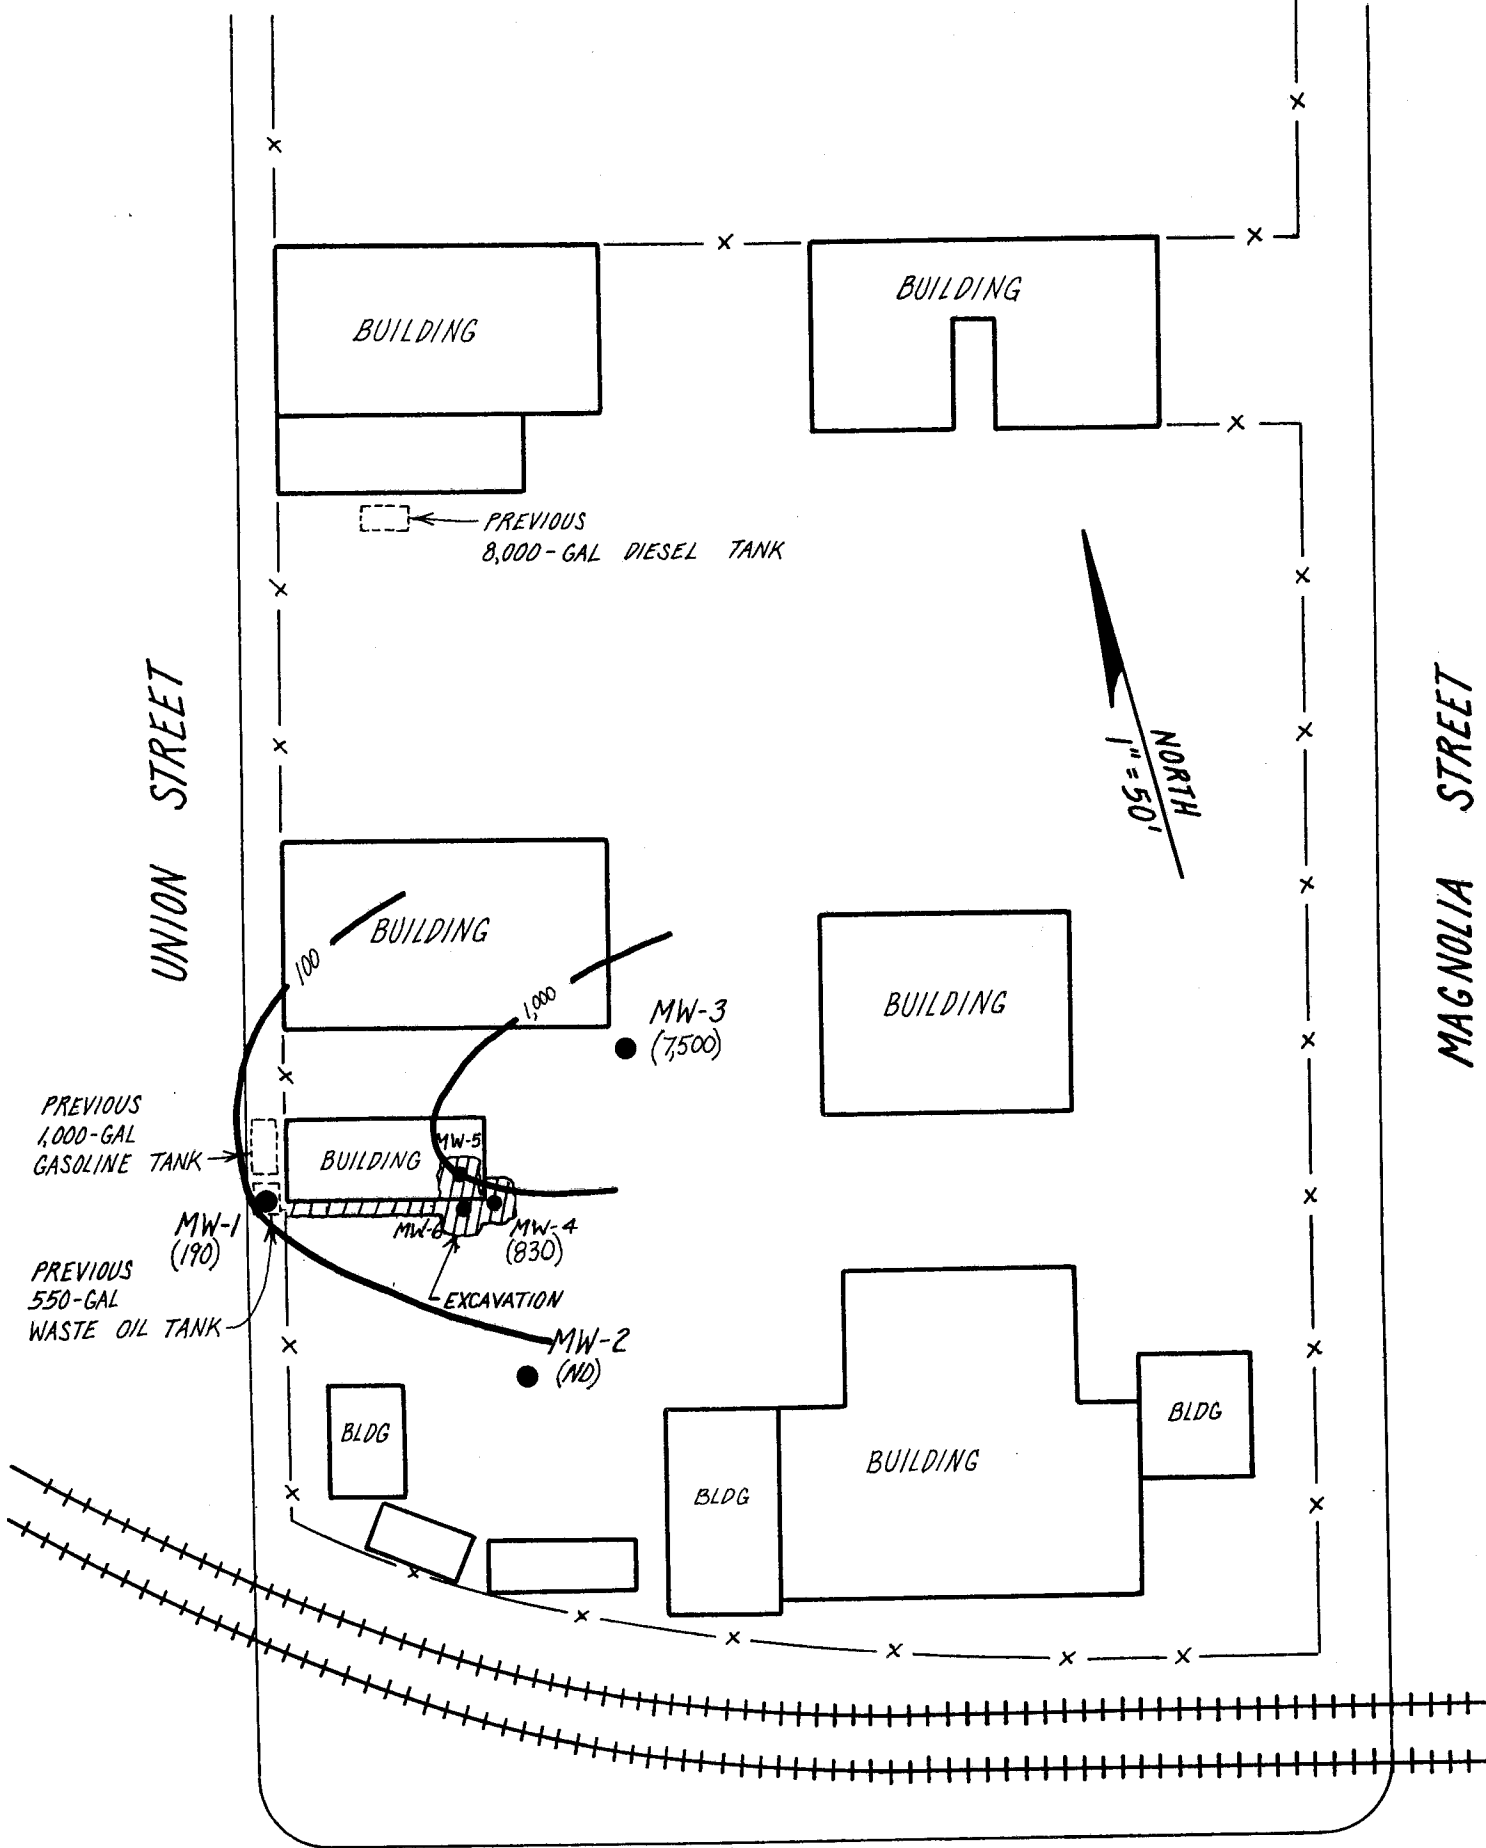 BUILDING
BUILDING
PREVIOUS
8,000-GAL DIESEL TANK
UNION STREET
MAGNOLIA STREET
NORTH
1" = 50'
BUILDING
100
1,000
MW-3
(7,500)
BUILDING
PREVIOUS
1,000-GAL
GASOLINE TANK
BUILDING
MW-5
MW-1
(190)
MW-6
MW-4
(830)
PREVIOUS
550-GAL
WASTE OIL TANK
EXCAVATION
MW-2
(ND)
BLDG
BLDG
BUILDING
BLDG